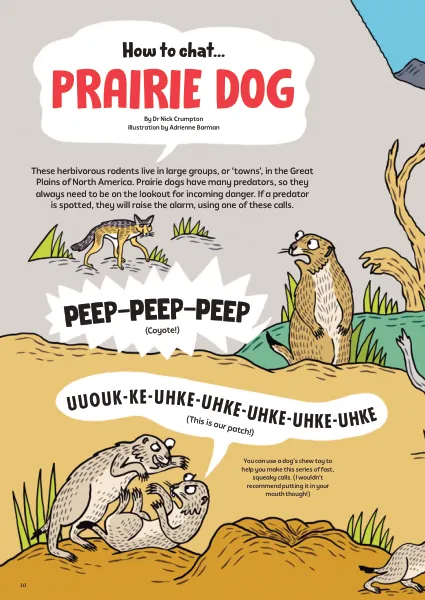 How to chat...
PRAIRIE DOG
By Dr Nick Crumpton
Illustration by Adrienne Barman
These herbivorous rodents live in large groups, or ‘towns’, in the Great
Plains of North America. Prairie dogs have many predators, so they
always need to be on the lookout for incoming danger. If a predator
is spotted, they will raise the alarm, using one of these calls.
PEEP-PEEP-PEEP
(Coyote!)
UUOUK-KE-UHKE-UHKE-UHKE-UHKE-UHKE
(This is our patch!)
You can use a dog’s chew toy to
help you make this series of fast,
squeaky calls. (I wouldn’t
recommend putting it in your
mouth though!)
10